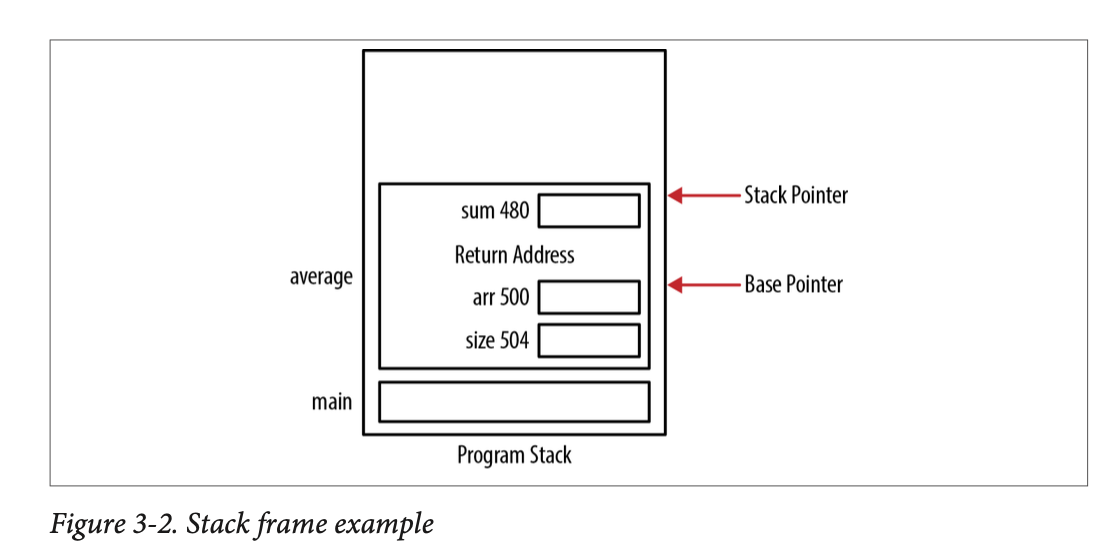 Stack Pointer
sum 480
Return Address
average
Base Pointer
arr 500
size 504
main
Program Stack
Figure 3-2. Stack frame example